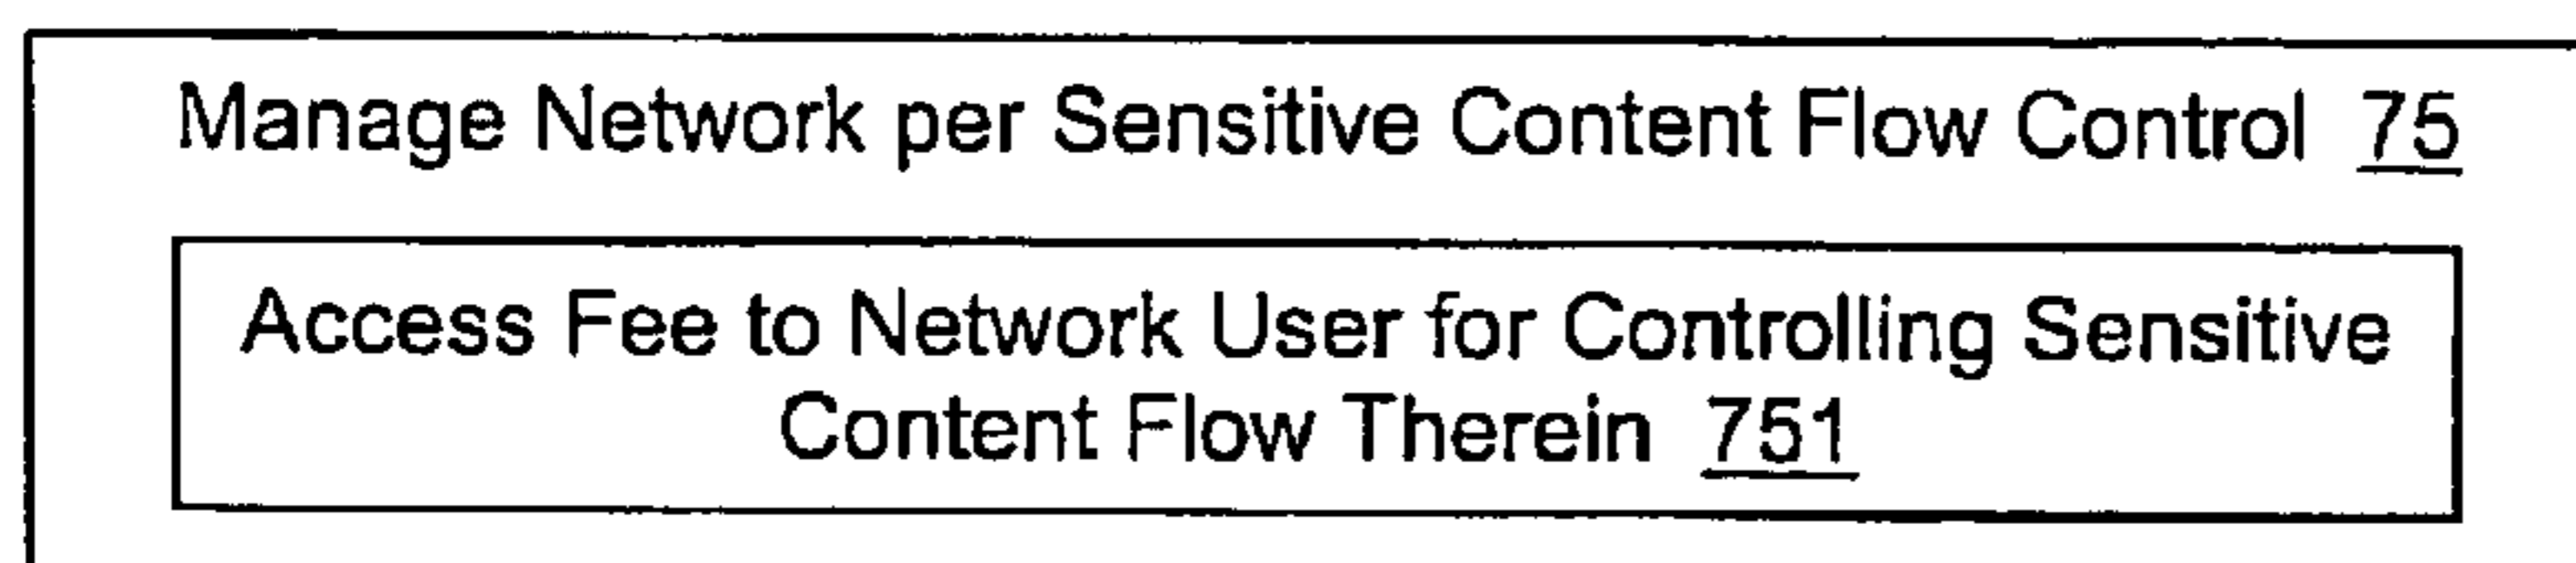 Manage Network per Sensitive Content Flow Control 75
Access Fee to Network User for Controlling Sensitive
Content Flow Therein 751